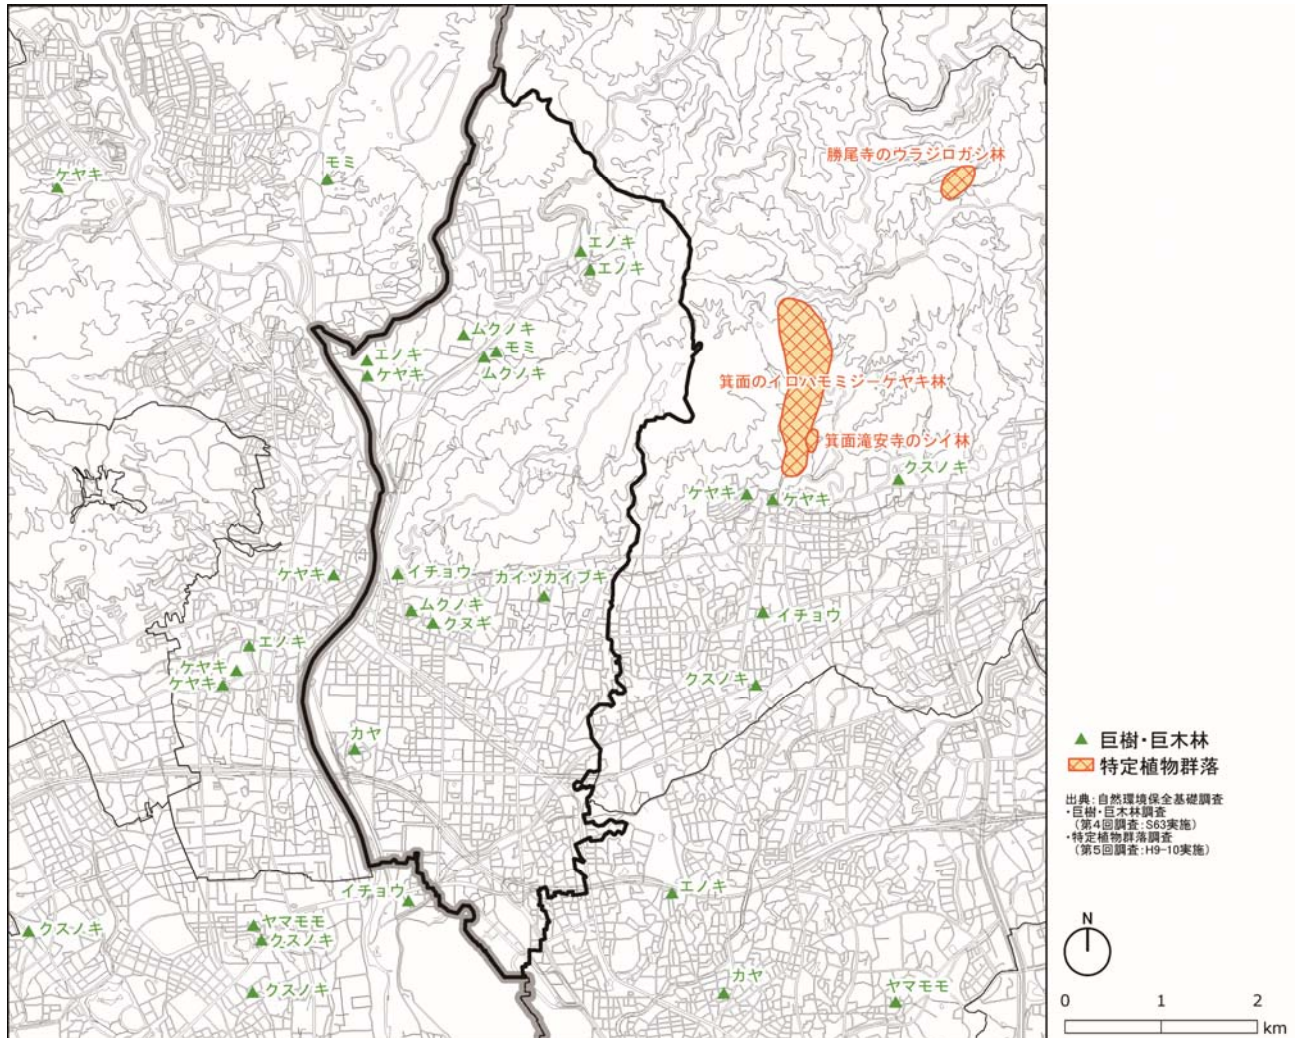 勝尾寺のウラジロガシ林
モミ
ケヤキ
エノキ
エノキ
ムクノキ
モミ
エノキ
ムクノキ
ケヤキ
箕面のイロハモミジーケヤキ林
箕面滝安寺のシイ林
クスノキ
ケヤキ
ケヤキ
ケヤキ
イチョウ
カイヅカイブキ
ムクノキ
イチョウ
クヌギ
エノキ
ケヤキ
ケヤキ
クスノキ
カヤ
巨樹・巨木林
特定植物群落
出典:自然環境保全基礎調査
・巨樹・巨木林調査
(第4回調査:S63実施)
・特定植物群落調査
(第5回調査:H9-10実施)
イチョウ
エノキ
クスノキ
ヤマモモ
クスノキ
N
カヤ
ヤマモモ
クスノキ
0 1 2
km